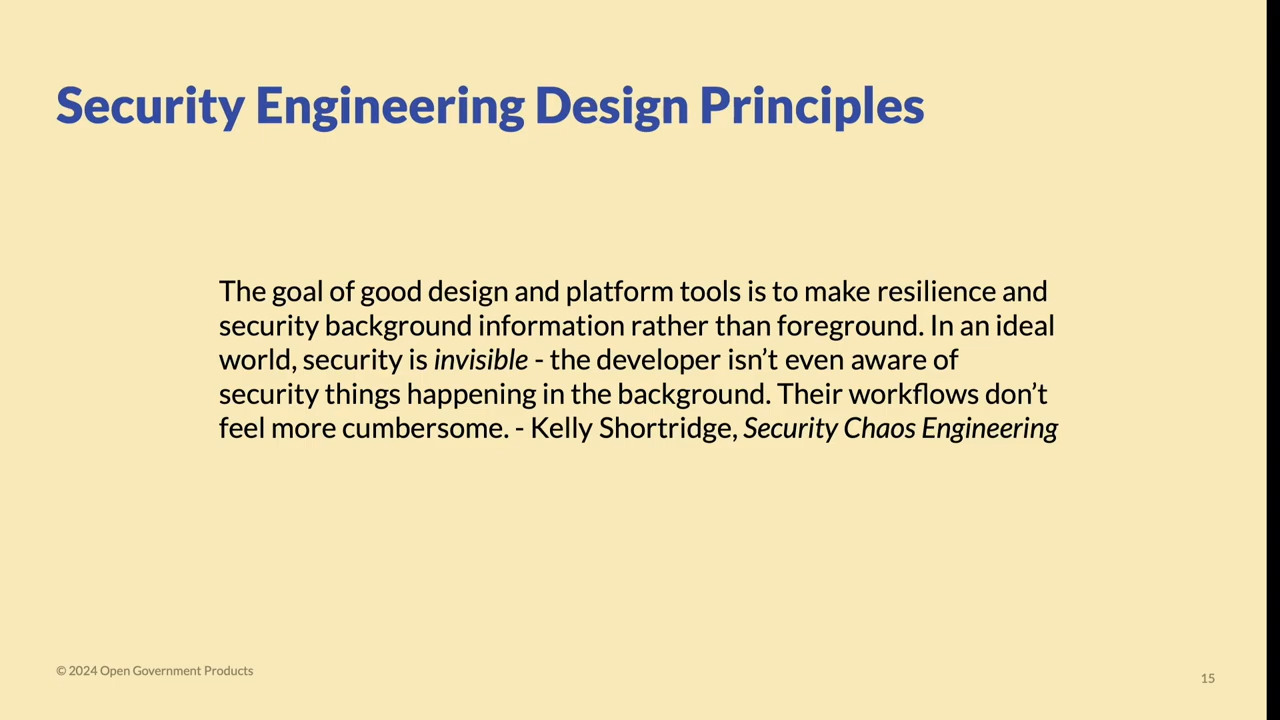 Security Engineering Design Principles
The goal of good design and platform tools is to make resilience and
security background information rather than foreground. In an ideal
world, security is invisible - the developer isn’t even aware of
security things happening in the background. Their workflows don’t
feel more cumbersome. - Kelly Shortridge, Security Chaos Engineering
© 2024 Open Government Products
15